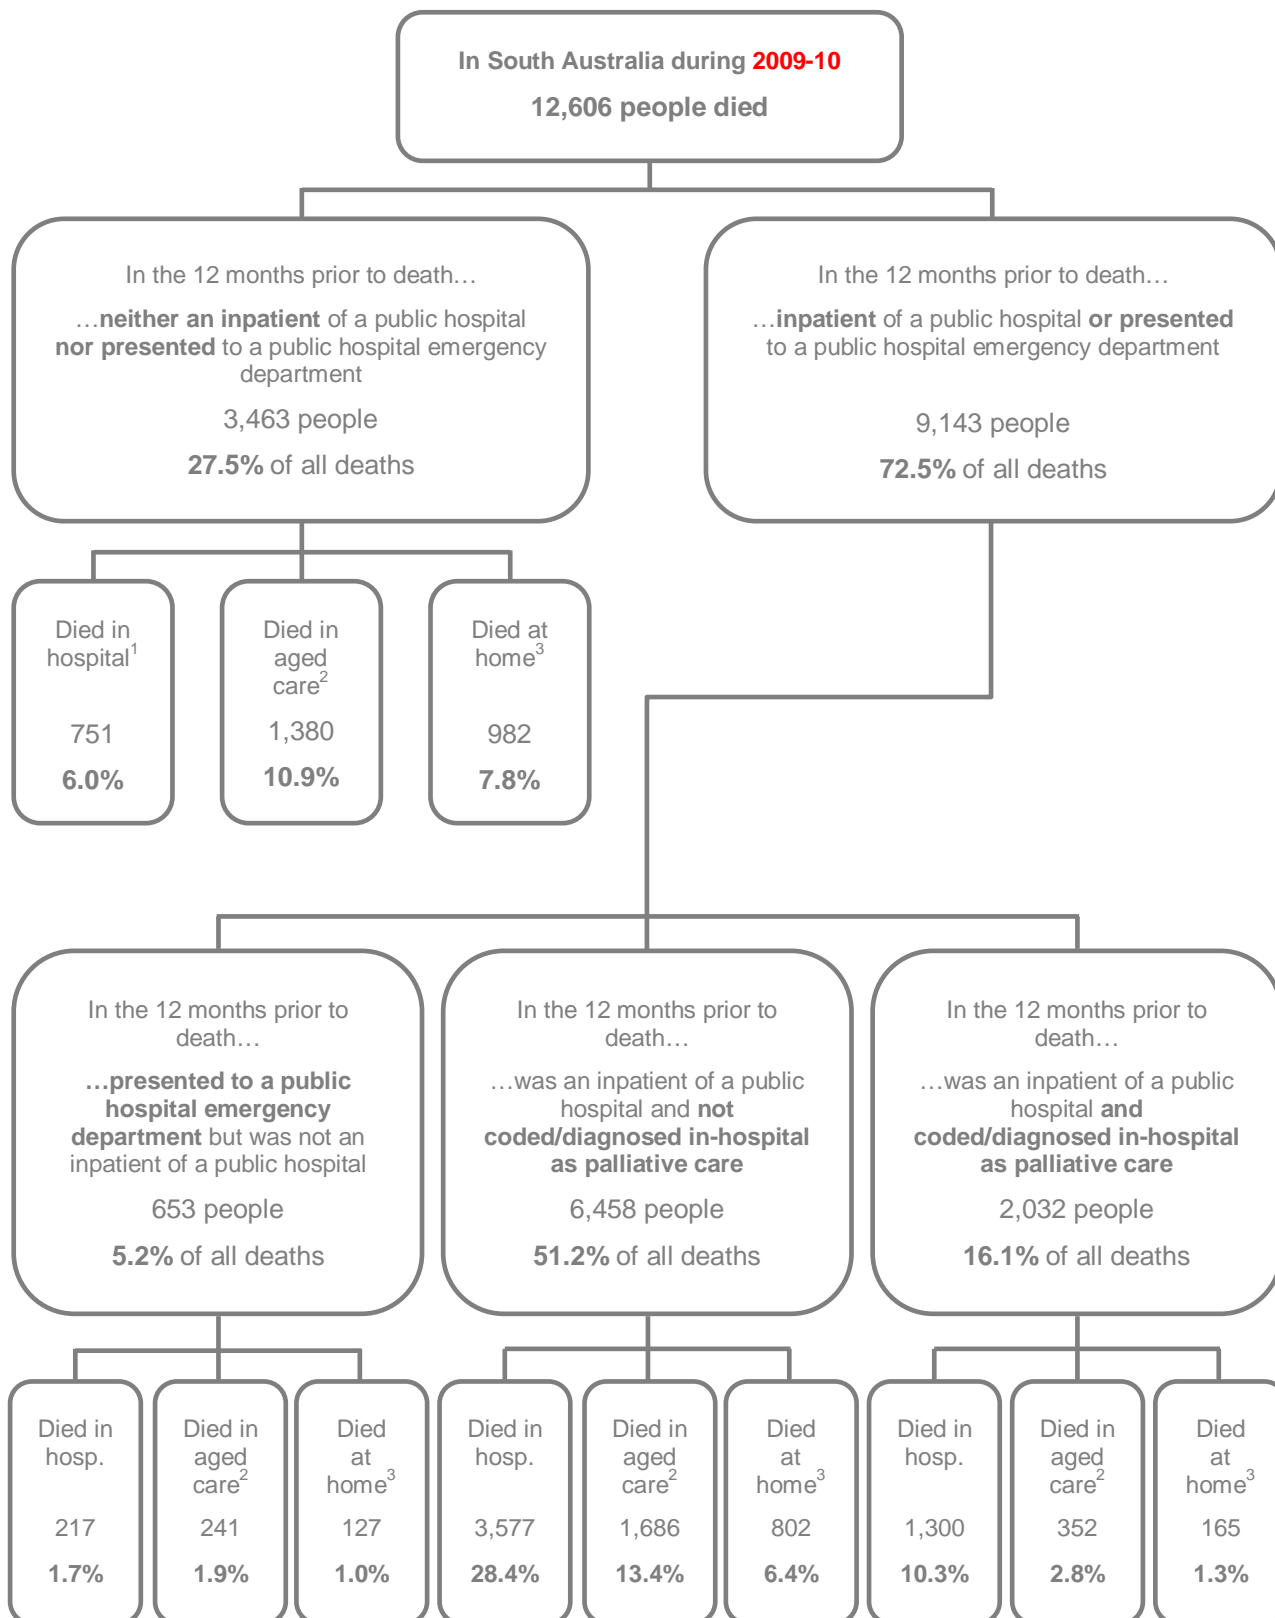 In South Australia during 2009-10
12,606 people died
In the 12 months prior to death…
…neither an inpatient of a public hospital
nor presented to a public hospital emergency
department
3,463 people
27.5% of all deaths
In the 12 months prior to death…
…inpatient of a public hospital or presented
to a public hospital emergency department
9,143 people
72.5% of all deaths
Died in
hospital1
751
6.0%
Died in
aged
care2
1,380
10.9%
Died at
home3
982
7.8%
In the 12 months prior to
death…
…presented to a public
hospital emergency
department but was not an
inpatient of a public hospital
653 people
5.2% of all deaths
In the 12 months prior to
death…
…was an inpatient of a public
hospital and not
coded/diagnosed in-hospital
as palliative care
6,458 people
51.2% of all deaths
In the 12 months prior to
death…
…was an inpatient of a public
hospital and
coded/diagnosed in-hospital
as palliative care
2,032 people
16.1% of all deaths
Died in
hosp.
217
1.7%
Died in
aged
care2
241
1.9%
Died
at
home3
127
1.0%
Died in
hosp.
3,577
28.4%
Died in
aged
care2
1,686
13.4%
Died
at
home3
802
6.4%
Died in
hosp.
1,300
10.3%
Died in
aged
care2
352
2.8%
Died
at
home3
165
1.3%